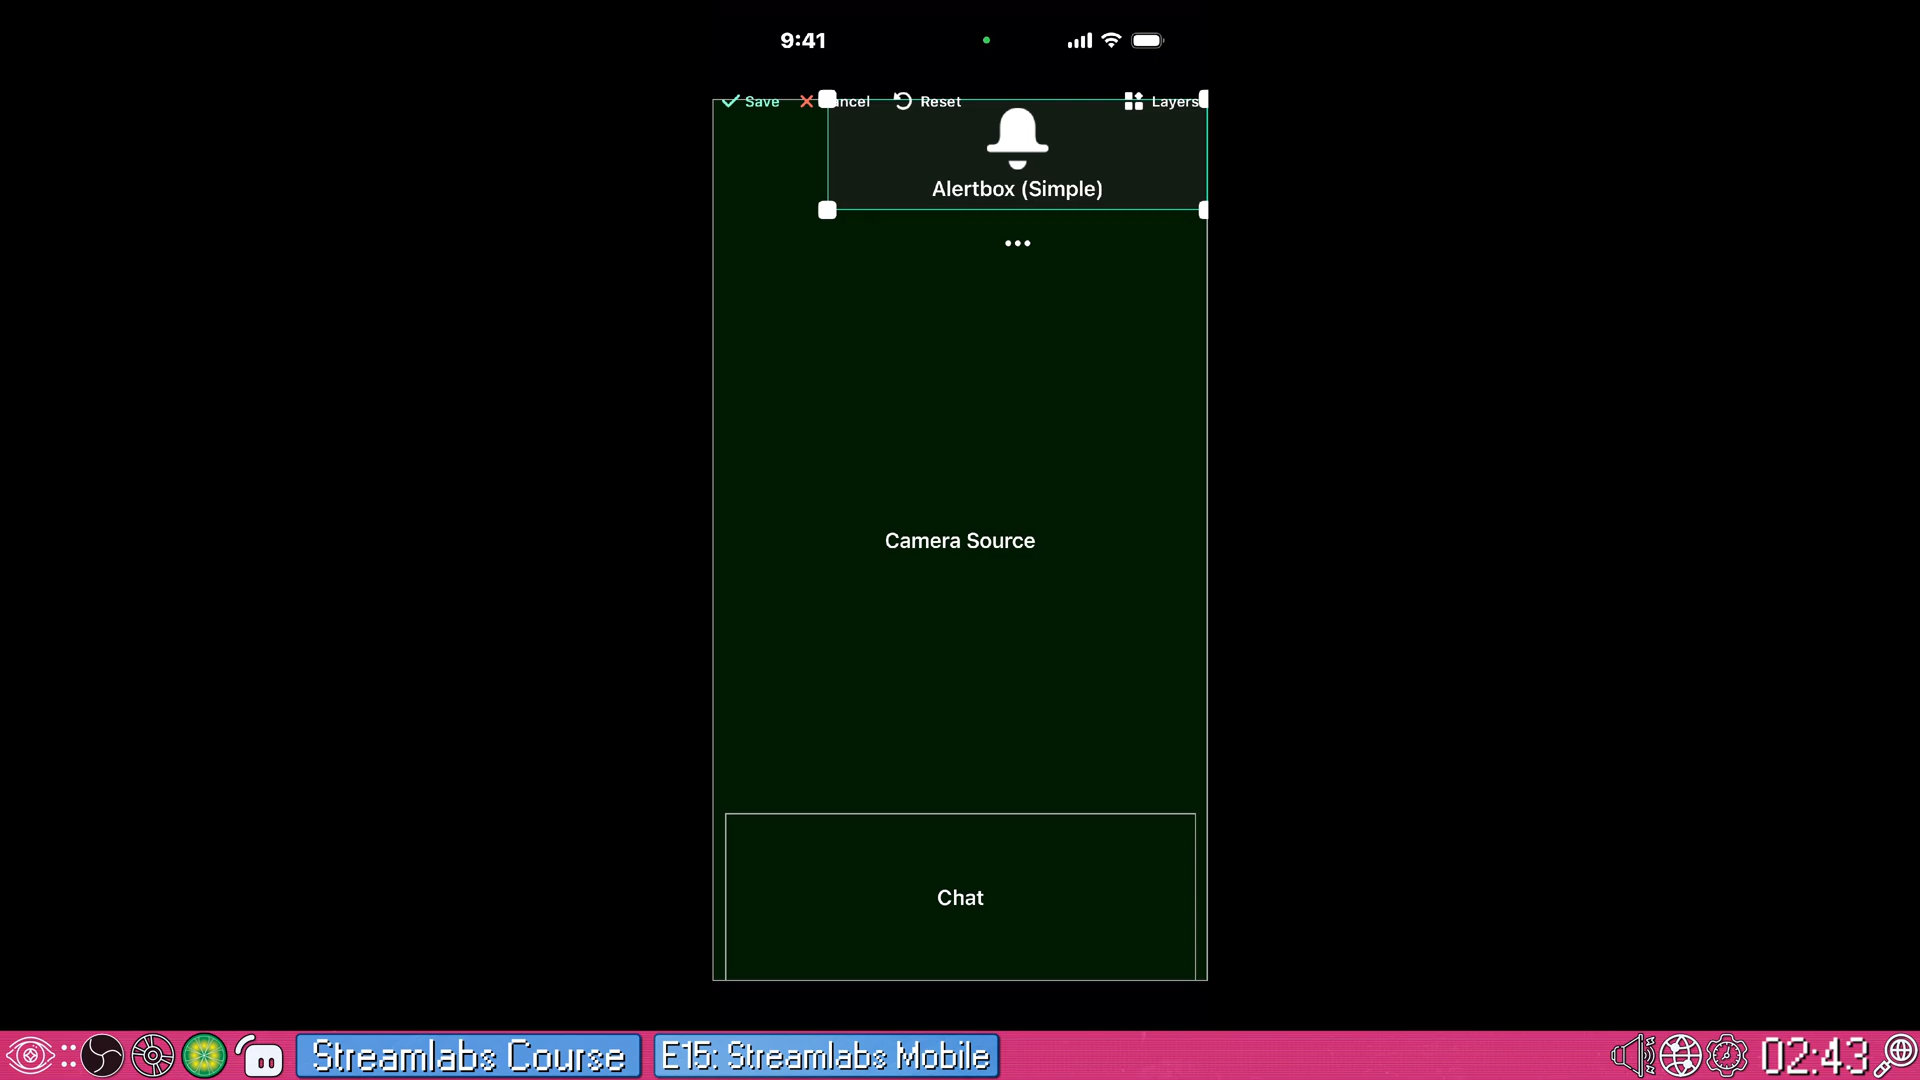 9:41
Save ncel Reset Layers
Alertbox (Simple)
Camera Source
Chat
Streamlabs Course E15: Streamlabs Mobile 02:43